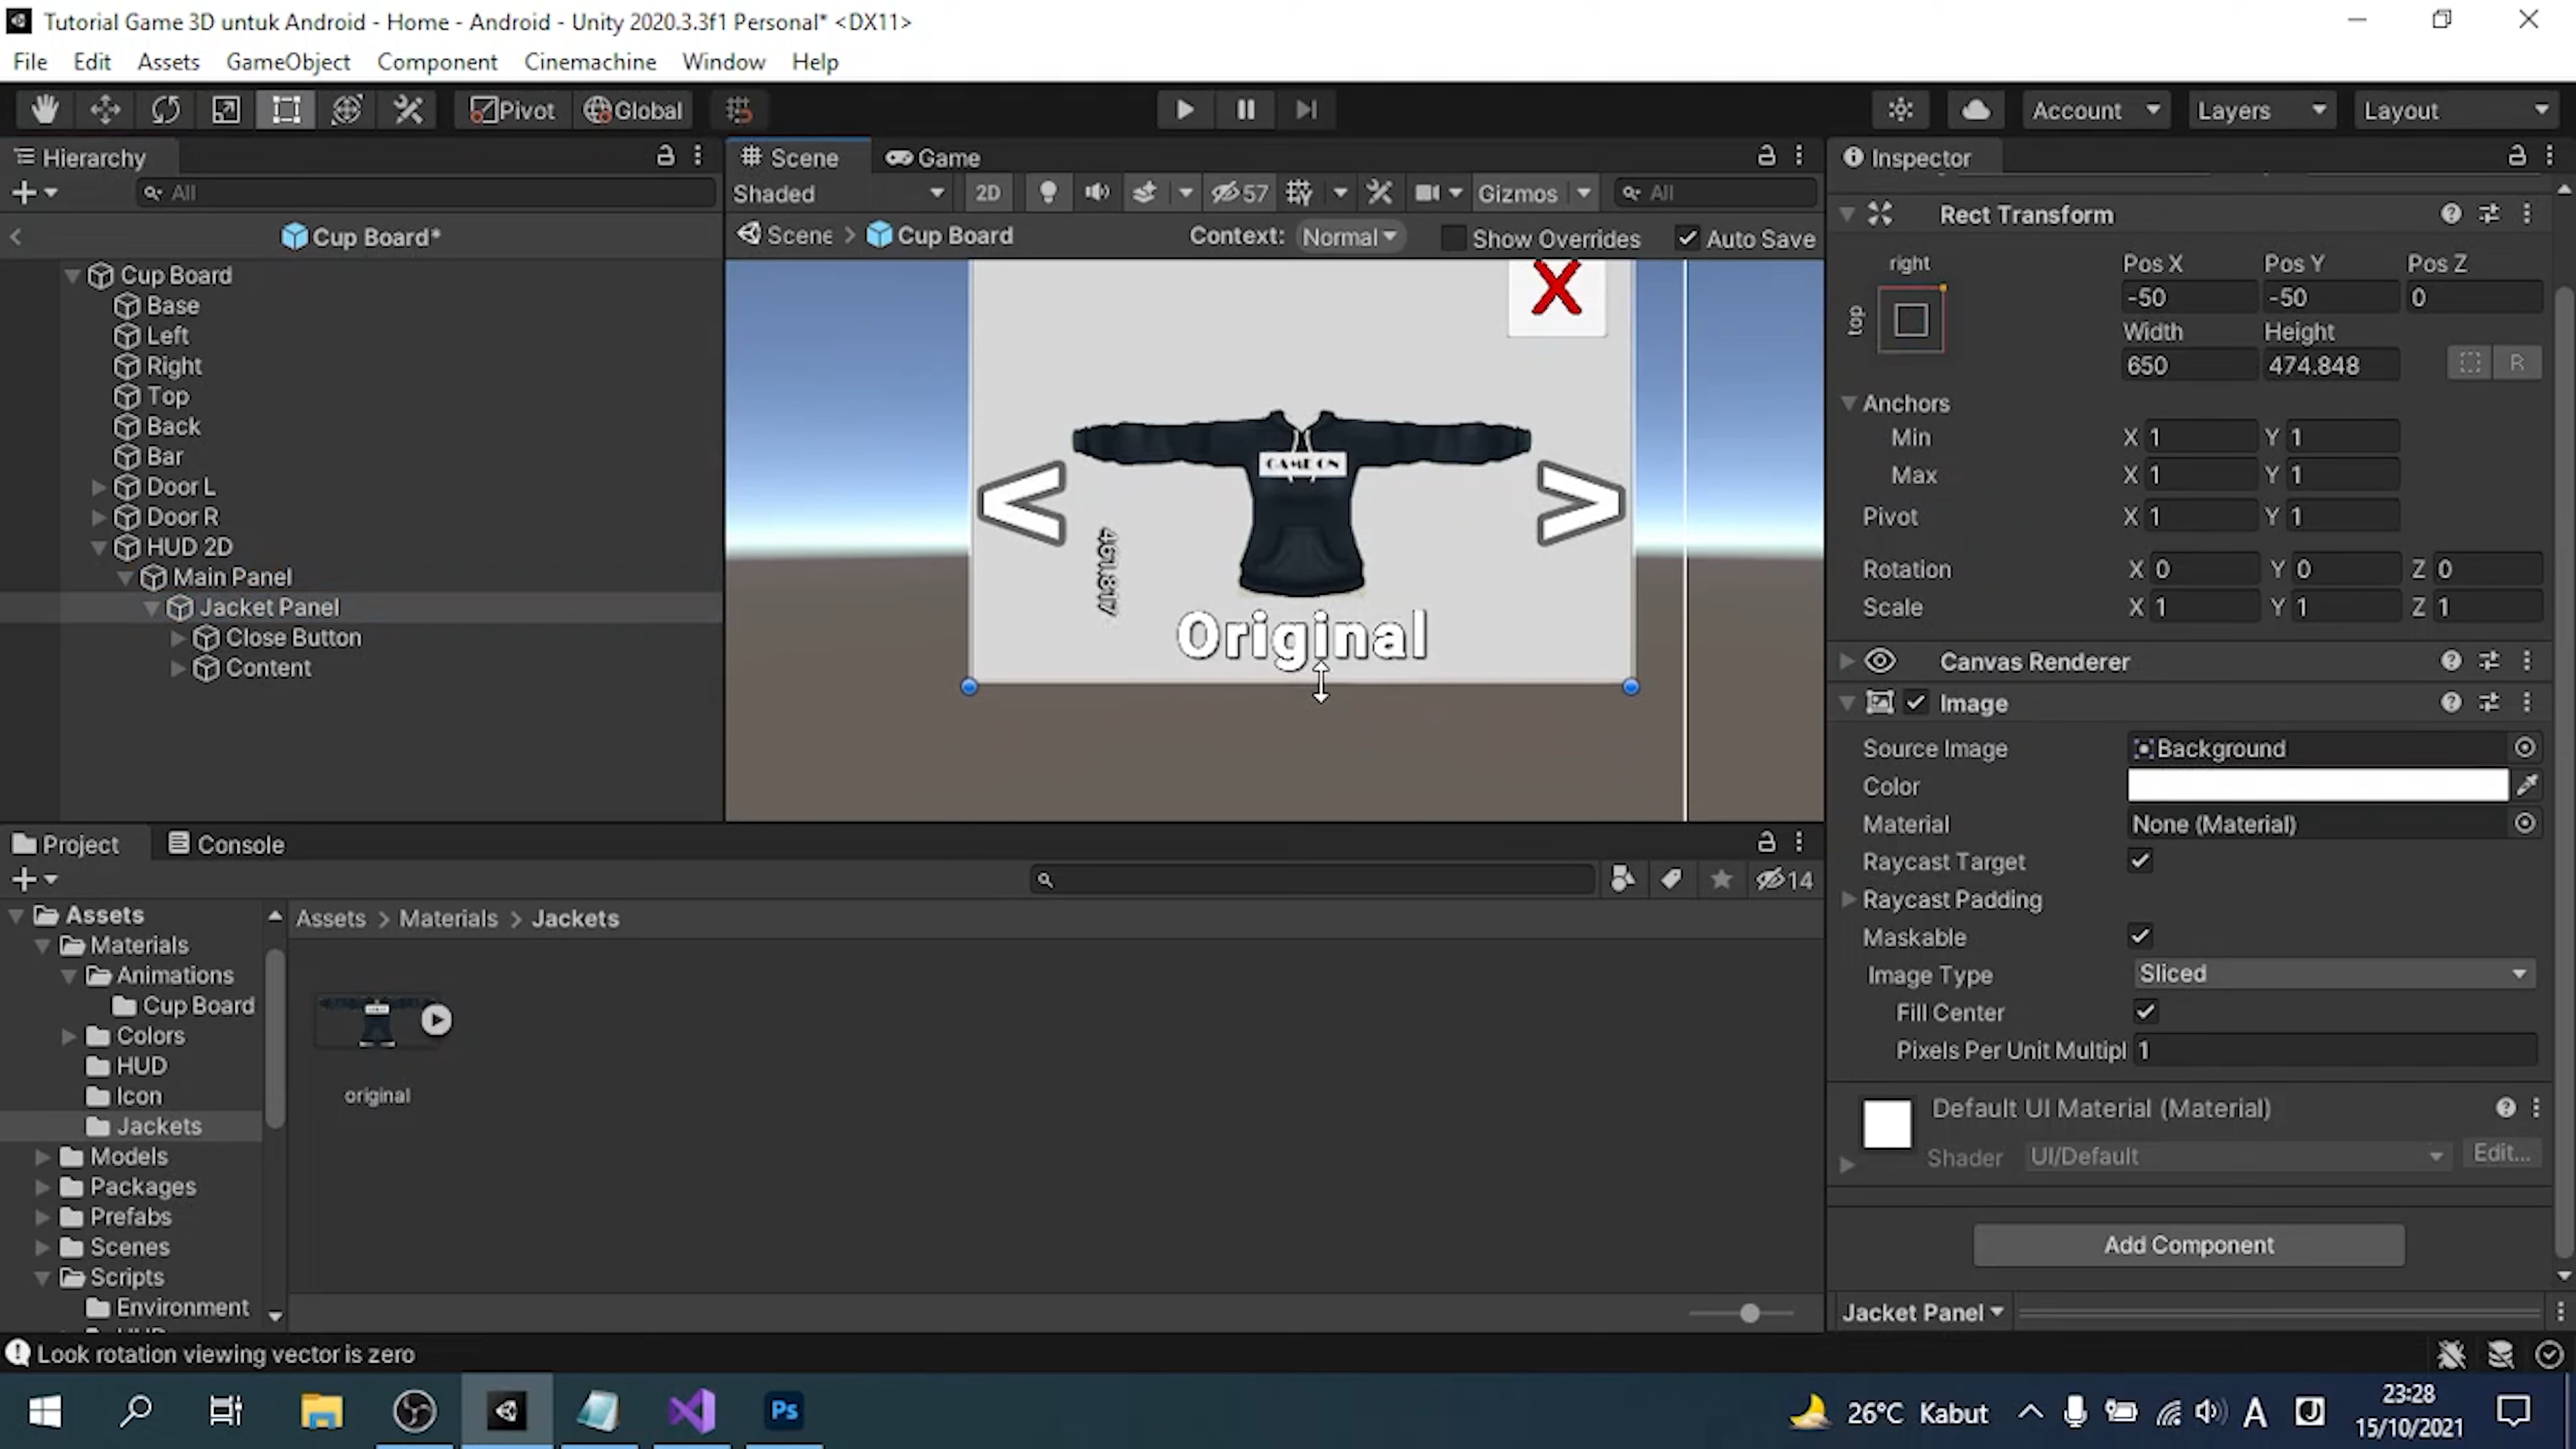 Tutorial Game 3D untuk Android - Home - Android - Unity 2020.3.3f1 Personal* <DX11>
File Edit Assets GameObject Component Cinemachine Window Help
Pivot Global Account Layers Layout
Hierarchy
All
Cup Board*
Cup Board
Base
Left
Right
Top
Back
Bar
Door L
Door R
HUD 2D
Main Panel
Jacket Panel
Close Button
Content
Scene Game
Shaded 2D 57 Gizmos All
Scene > Cup Board Context: Normal Show Overrides Auto Save
X
GAME ON
< >
Original
Inspector
Rect Transform
right Pos X Pos Y Pos Z
top -50 -50 0
Width Height
650 474.848 R
Anchors
Min X 1 Y 1
Max X 1 Y 1
Pivot X 1 Y 1
Rotation X 0 Y 0 Z 0
Scale X 1 Y 1 Z 1
Canvas Renderer
Image
Source Image Background
Color
Material None (Material)
Raycast Target
Raycast Padding
Maskable
Image Type Sliced
Fill Center
Pixels Per Unit Multipl 1
Default UI Material (Material)
Shader UI/Default Edit...
Add Component
Jacket Panel
Project Console
14
Assets
Materials
Animations
Cup Board
Colors
HUD
Icon
Jackets
Models
Packages
Prefabs
Scenes
Scripts
Environment
Assets > Materials > Jackets
original
Look rotation viewing vector is zero
Ps
26°C Kabut A
23:28
15/10/2021